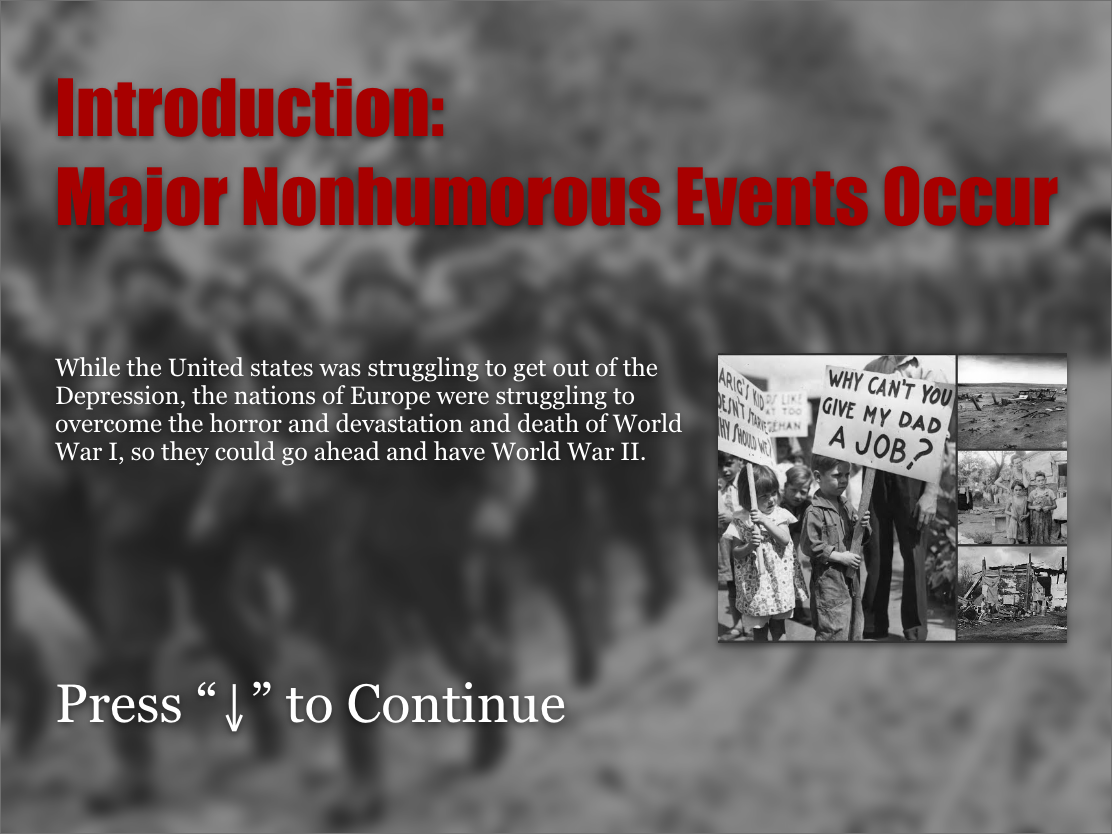 Introduction:
Major Nonhumorous Events Occur
While the United states was struggling to get out of the
Depression, the nations of Europe were struggling to
overcome the horror and devastation and death of World
War I, so they could go ahead and have World War II.
WHY CAN'T YOU
GIVE MY DAD
A JOB?
Press “↓” to Continue